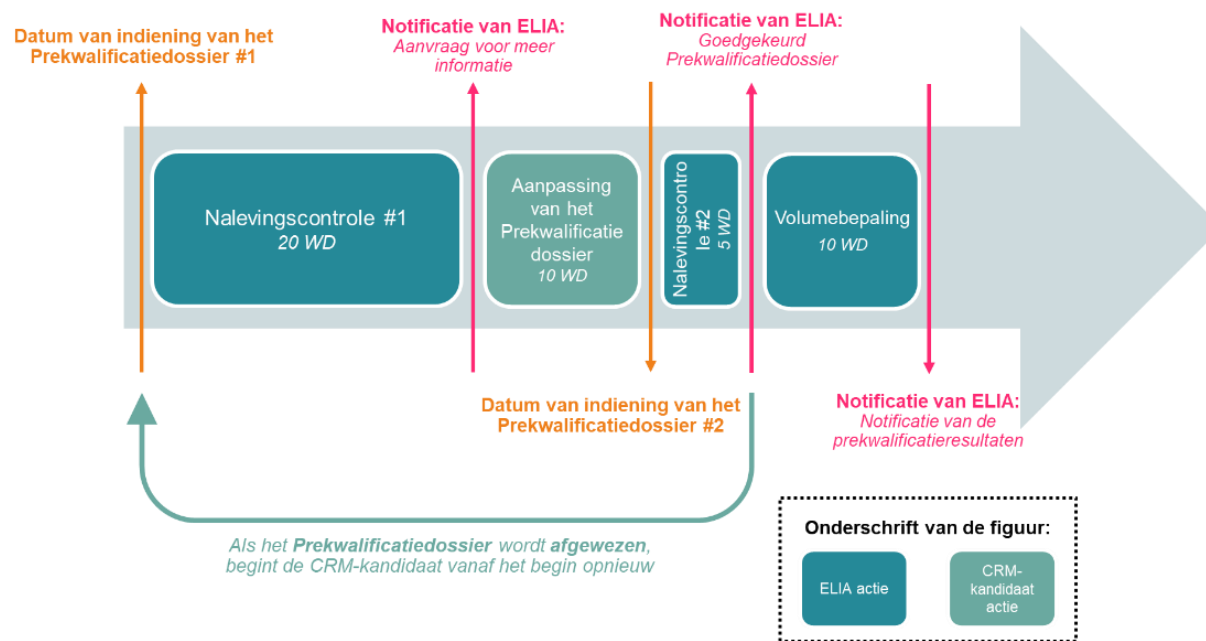 Datum van indiening van het
Prekwalificatiedossier #1
Notificatie van ELIA:
Aanvraag voor meer
informatie
Notificatie van ELIA:
Goedgekeurd
Prekwalificatiedossier
Nalevingscontrole #1
20 WD
Aanpassing
van het
Prekwalificatie
dossier
10 WD
Nalevingscontro
le #2
5 WD
Volumebepaling
10 WD
Datum van indiening van het
Prekwalificatiedossier #2
Notificatie van ELIA:
Notificatie van de
prekwalificatieresultaten
Als het Prekwalificatiedossier wordt afgewezen,
begint de CRM-kandidaat vanaf het begin opnieuw
Onderschrift van de figuur:
ELIA actie
CRM-
kandidaat
actie